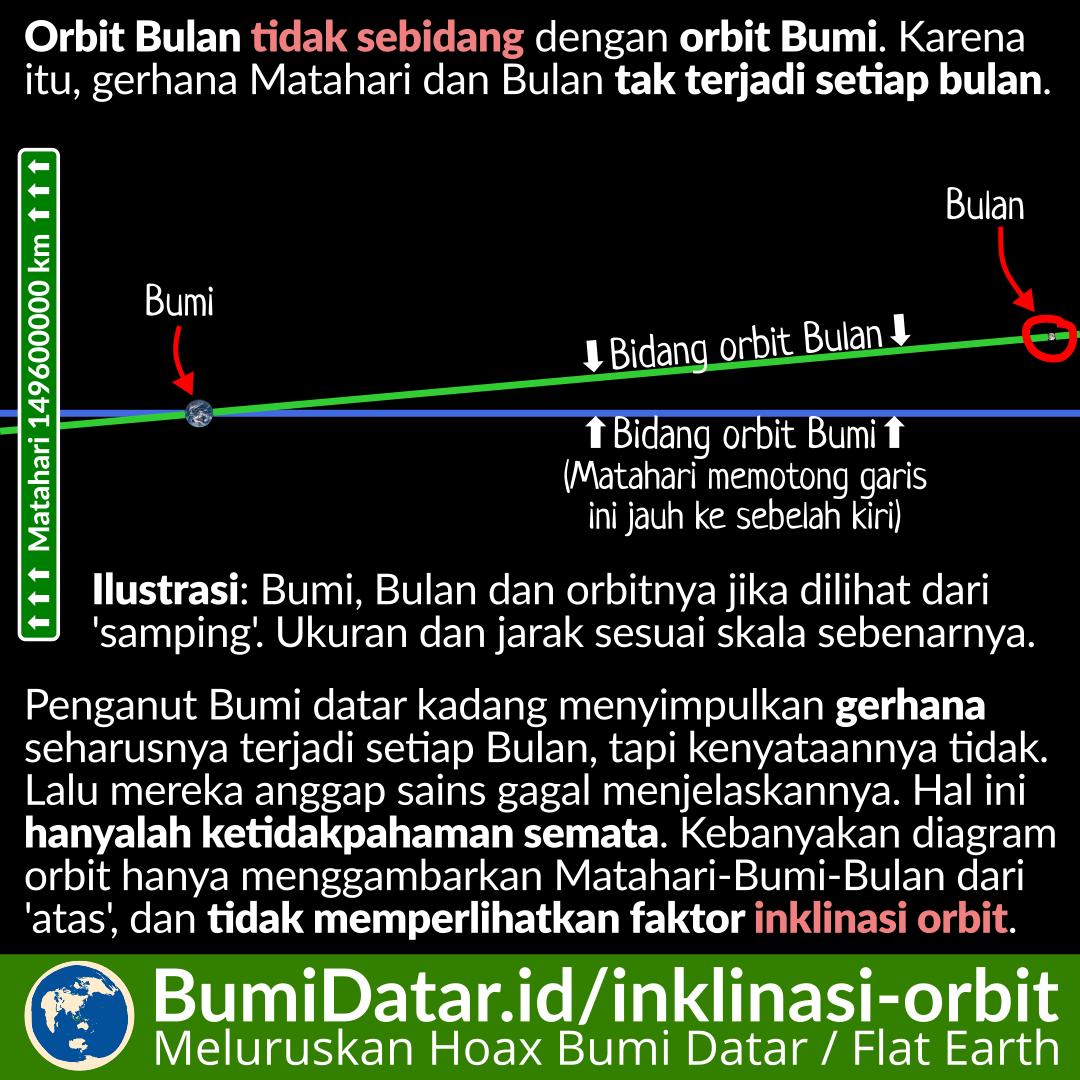 Orbit Bulan tidak sebidang dengan orbit Bumi. Karena
itu, gerhana Matahari dan Bulan tak terjadi setiap bulan.
⬆⬆⬆ Matahari 149600000 km ⬆⬆⬆
Bulan
Bumi
⬇Bidang orbit Bulan⬇
⬆Bidang orbit Bumi⬆
(Matahari memotong garis
ini jauh ke sebelah kiri)
Ilustrasi: Bumi, Bulan dan orbitnya jika dilihat dari
'samping'. Ukuran dan jarak sesuai skala sebenarnya.
Penganut Bumi datar kadang menyimpulkan gerhana
seharusnya terjadi setiap Bulan, tapi kenyataannya tidak.
Lalu mereka anggap sains gagal menjelaskannya. Hal ini
hanyalah ketidakpahaman semata. Kebanyakan diagram
orbit hanya menggambarkan Matahari-Bumi-Bulan dari
'atas', dan tidak memperlihatkan faktor inklinasi orbit.
BumiDatar.id/inklinasi-orbit
Meluruskan Hoax Bumi Datar / Flat Earth